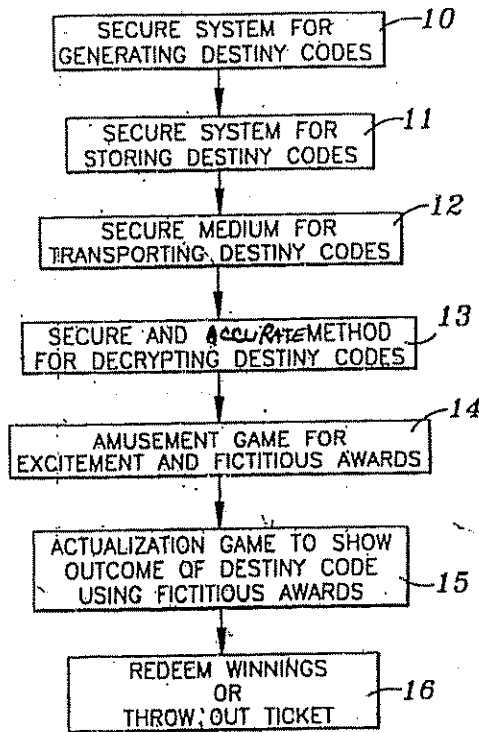 SECURE SYSTEM FOR
GENERATING DESTINY CODES
10
SECURE SYSTEM FOR
STORING DESTINY CODES
11
SECURE MEDIUM FOR
TRANSPORTING DESTINY CODES
12
SECURE AND ACCURATE METHOD
FOR DECRYPTING DESTINY CODES
13
AMUSEMENT GAME FOR
EXCITEMENT AND FICTITIOUS AWARDS
14
ACTUALIZATION GAME TO SHOW
OUTCOME OF DESTINY CODE
USING FICTITIOUS AWARDS
15
REDEEM WINNINGS
OR
THROW OUT TICKET
16